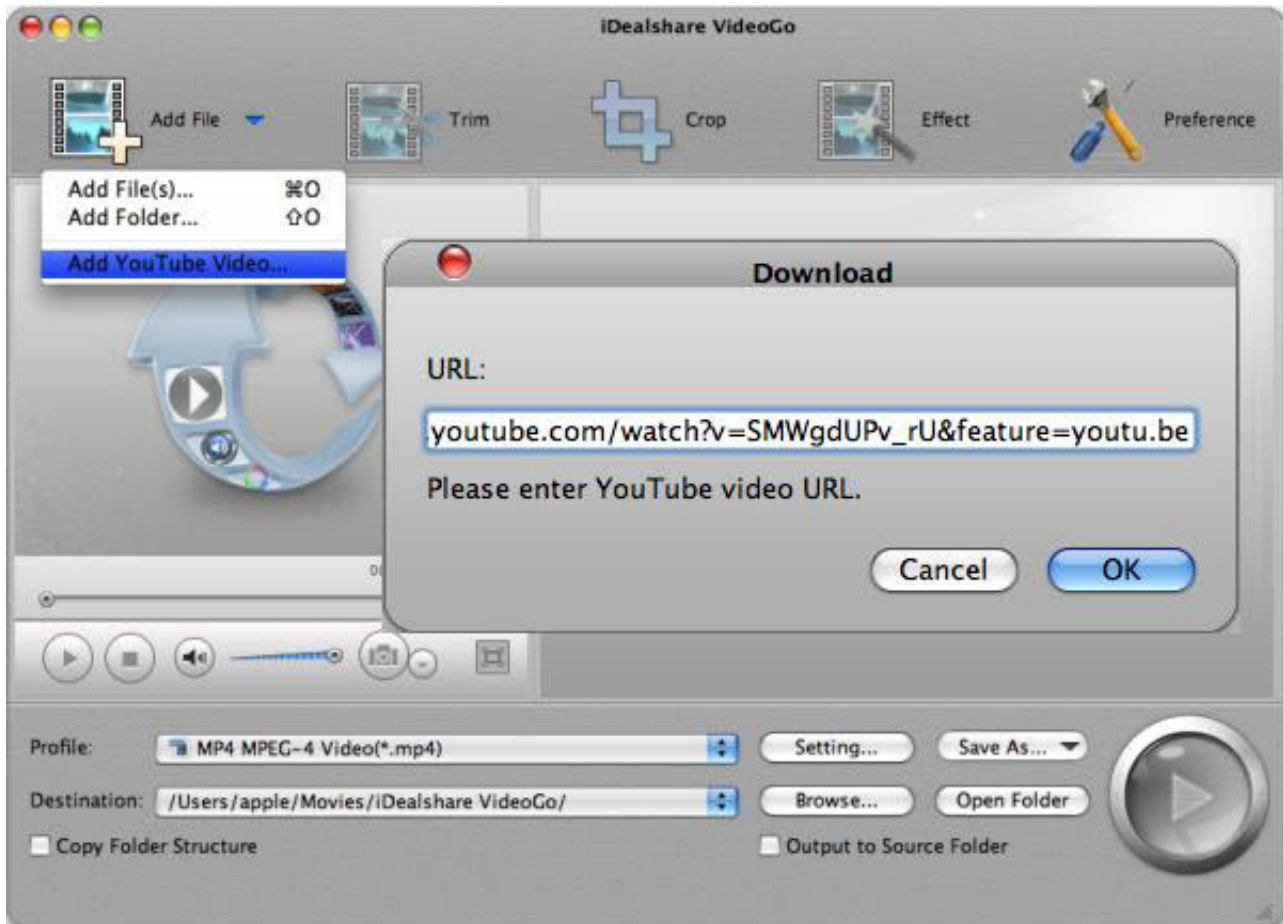 iDealshare VideoGo
Add File
Trim
Crop
Effect
Preference
Add File(s)... ⌘O
Add Folder... ⇧O
Add YouTube Video...
Download
URL:
.youtube.com/watch?v=SMWgdUPv_rU&feature=youtu.be
Please enter YouTube video URL.
Cancel
OK
Profile:
MP4 MPEG-4 Video(*.mp4)
Setting...
Save As...
Destination:
/Users/apple/Movies/iDealshare VideoGo/
Browse...
Open Folder
Copy Folder Structure
Output to Source Folder